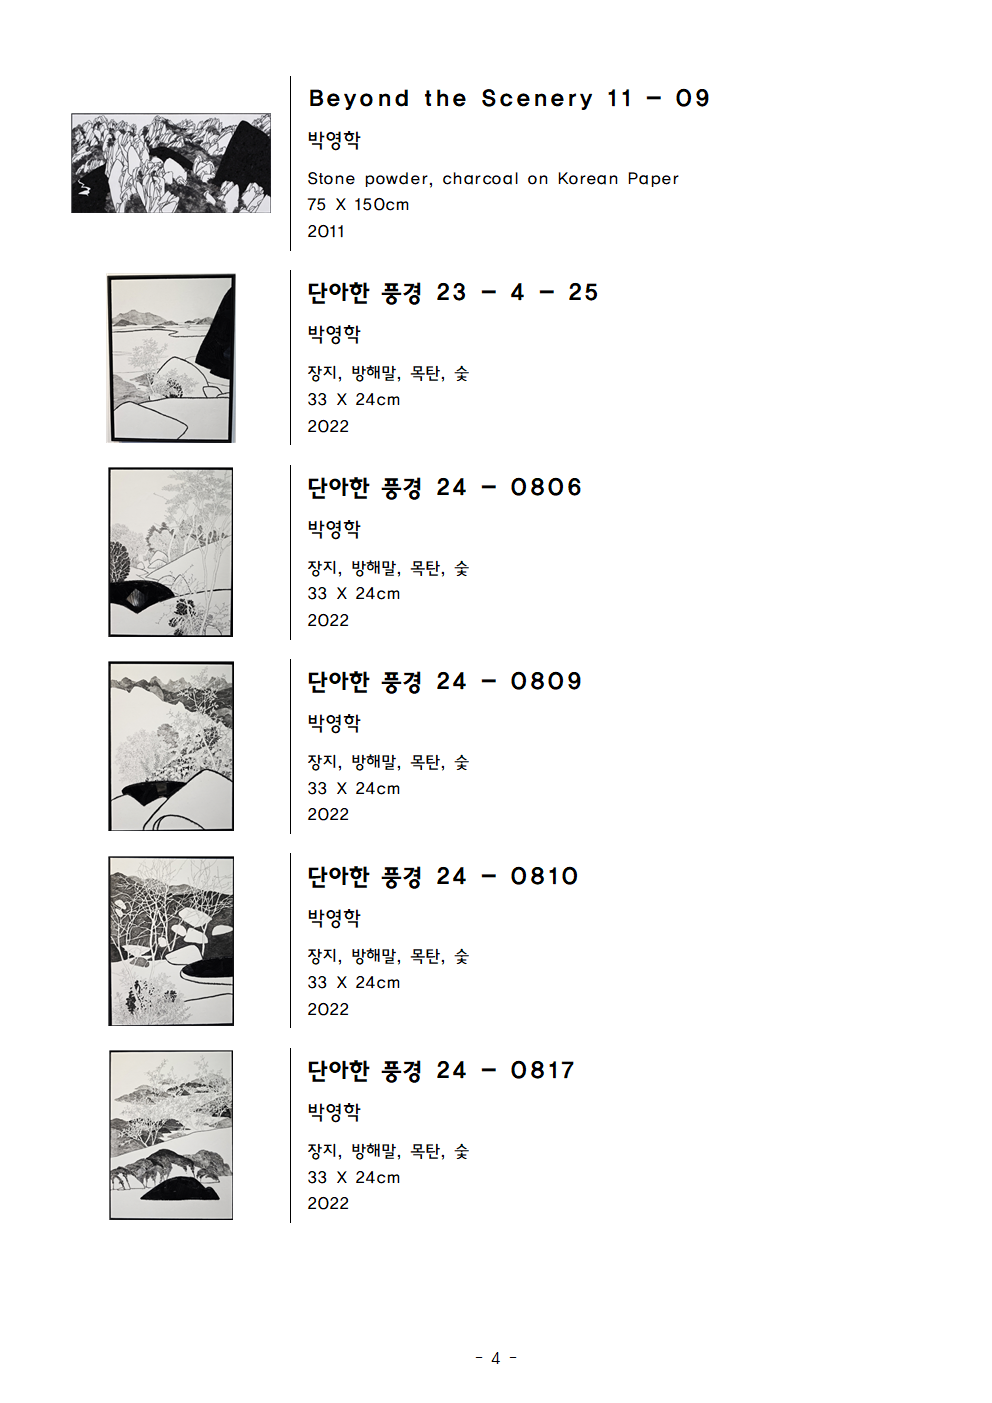 Beyond the Scenery 11 – 09
박영학
Stone powder, charcoal on Korean Paper
75 X 150cm
2011
단아한 풍경 23 – 4 – 25
박영학
장지, 방해말, 목탄, 숯
33 X 24cm
2022
단아한 풍경 24 – 0806
박영학
장지, 방해말, 목탄, 숯
33 X 24cm
2022
단아한 풍경 24 – 0809
박영학
장지, 방해말, 목탄, 숯
33 X 24cm
2022
단아한 풍경 24 – 0810
박영학
장지, 방해말, 목탄, 숯
33 X 24cm
2022
단아한 풍경 24 – 0817
박영학
장지, 방해말, 목탄, 숯
33 X 24cm
2022
- 4 -